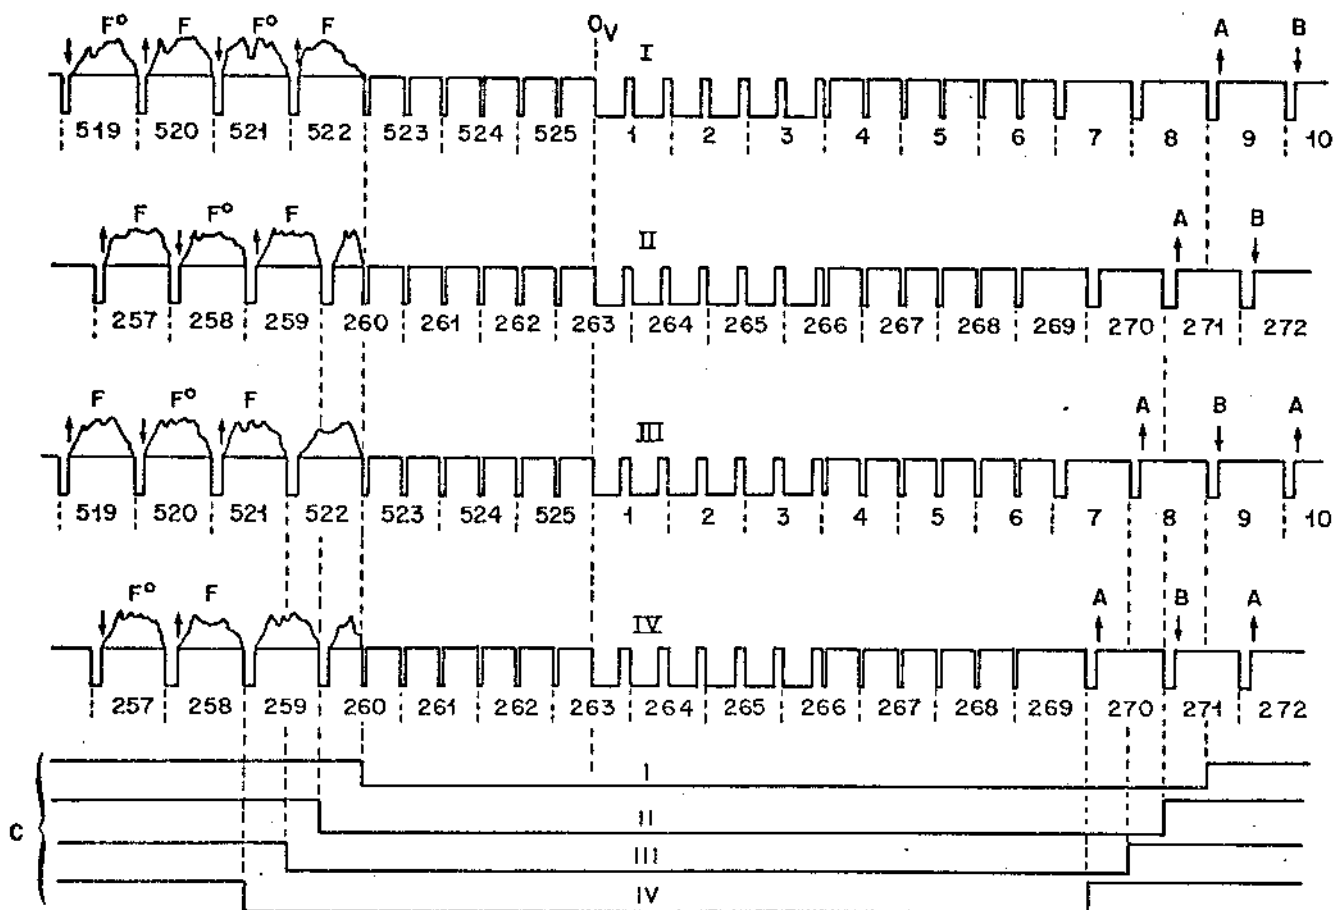 F° F F° F O_V I A B
519 520 521 522 523 524 525 1 2 3 4 5 6 7 8 9 10
F F° F II A B
257 258 259 260 261 262 263 264 265 266 267 268 269 270 271 272
F F° F III A B A
519 520 521 522 523 524 525 1 2 3 4 5 6 7 8 9 10
F° F IV A B A
257 258 259 260 261 262 263 264 265 266 267 268 269 270 271 272
I
II
C
III
IV